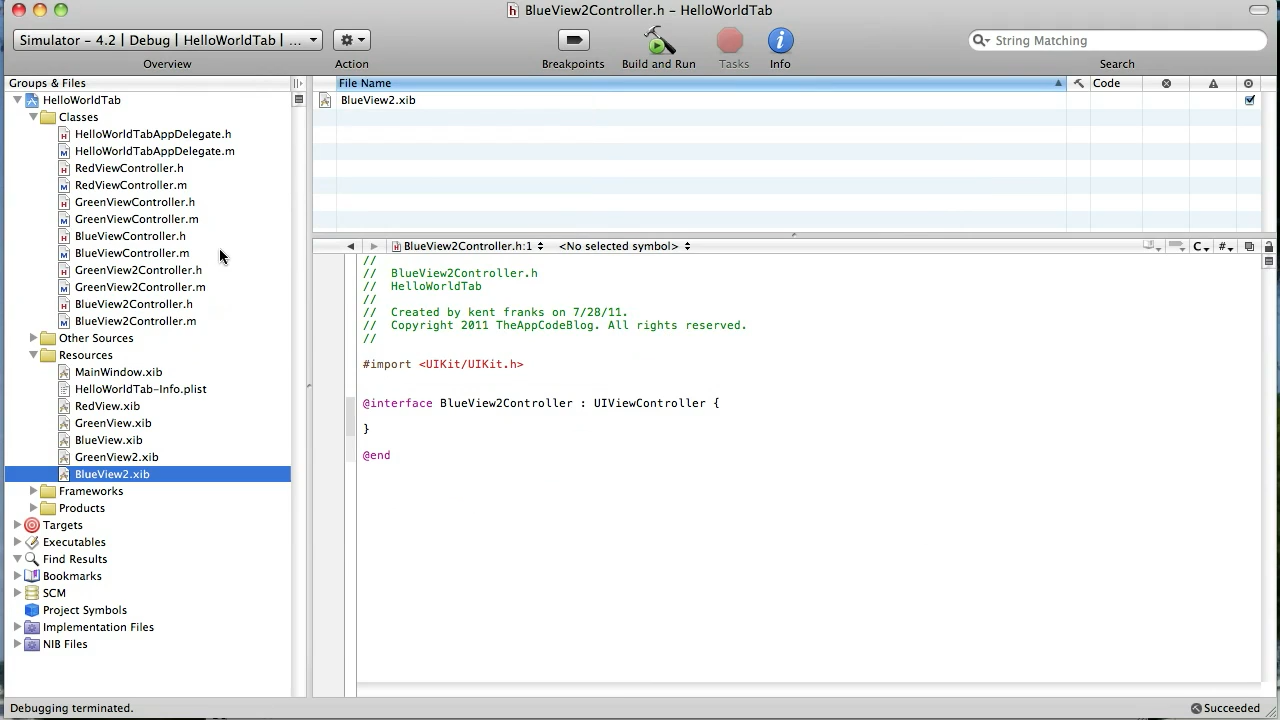 BlueView2Controller.h – HelloWorldTab
Simulator – 4.2 | Debug | HelloWorldTab | ...
String Matching
Overview
Action
Breakpoints
Build and Run
Tasks
Info
Search
Groups & Files
File Name
Code
HelloWorldTab
BlueView2.xib
Classes
HelloWorldTabAppDelegate.h
HelloWorldTabAppDelegate.m
RedViewController.h
RedViewController.m
GreenViewController.h
GreenViewController.m
BlueViewController.h
BlueViewController.m
GreenView2Controller.h
GreenView2Controller.m
BlueView2Controller.h
BlueView2Controller.m
Other Sources
Resources
MainWindow.xib
HelloWorldTab-Info.plist
RedView.xib
GreenView.xib
BlueView.xib
GreenView2.xib
BlueView2.xib
Frameworks
Products
Targets
Executables
Find Results
Bookmarks
SCM
Project Symbols
Implementation Files
NIB Files
BlueView2Controller.h:1
<No selected symbol>
C
#
//
//  BlueView2Controller.h
//  HelloWorldTab
//
//  Created by kent franks on 7/28/11.
//  Copyright 2011 TheAppCodeBlog. All rights reserved.
//
#import <UIKit/UIKit.h>
@interface BlueView2Controller : UIViewController {
}
@end
Debugging terminated.
Succeeded